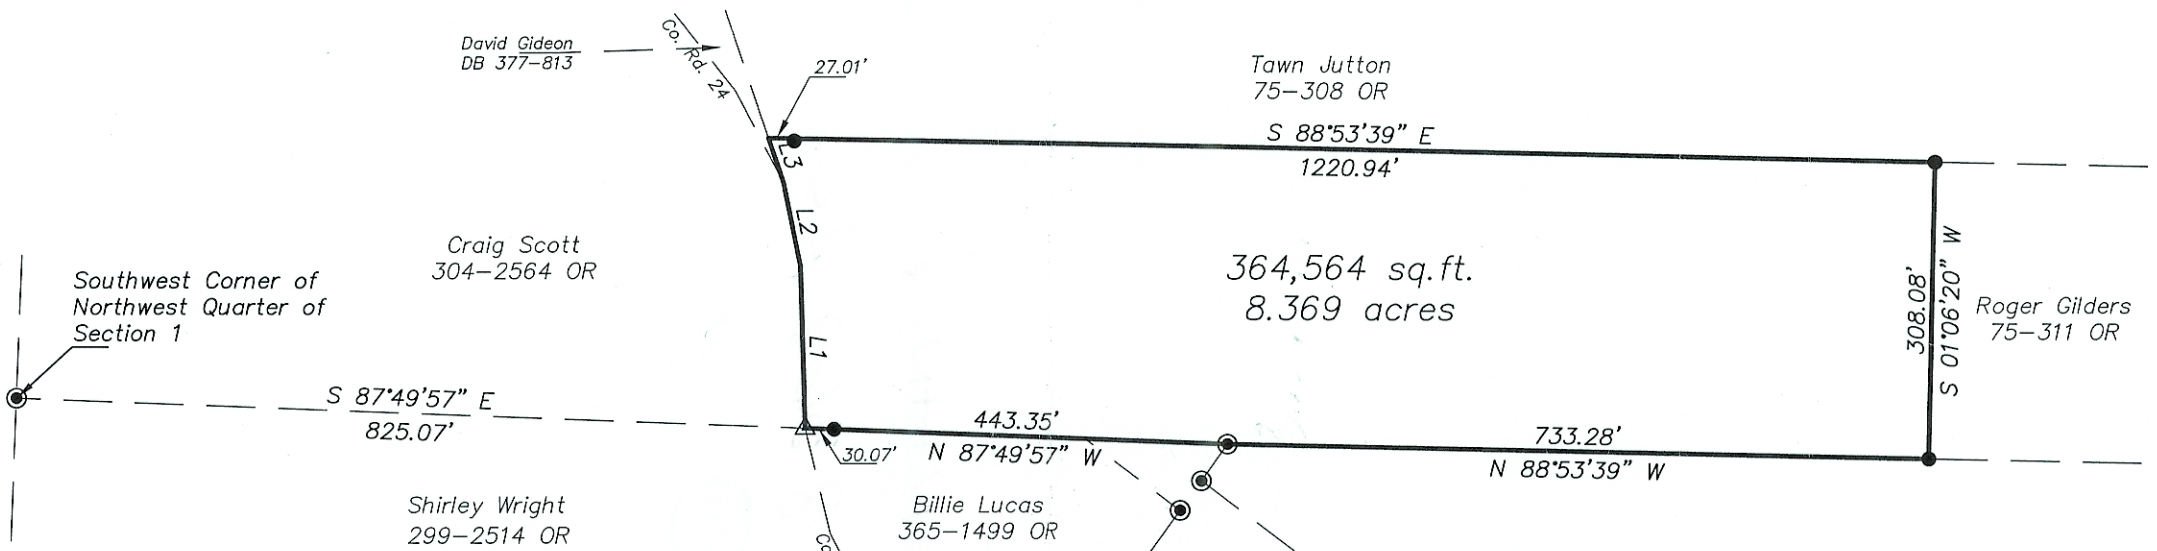 David Gideon
DB 377-813
Co. Rd. 24
27.01'
Tawn Jutton
75-308 OR
S 88°53'39" E
1220.94'
L3
L2
L1
Craig Scott
304-2564 OR
364,564 sq.ft.
8.369 acres
308.08'
S 01°06'20" W
Roger Gilders
75-311 OR
Southwest Corner of
Northwest Quarter of
Section 1
S 87°49'57" E
825.07'
443.35'
30.07'
N 87°49'57" W
733.28'
N 88°53'39" W
Shirley Wright
299-2514 OR
Billie Lucas
365-1499 OR
Co